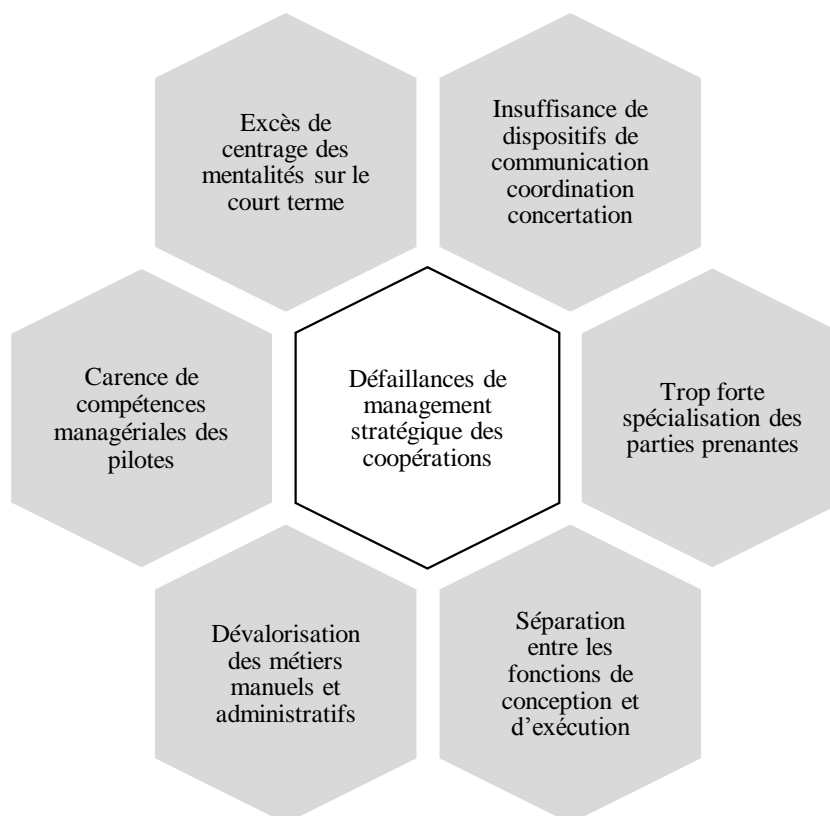 Excès de
centrage des
mentalités sur le
court terme
Insuffisance de
dispositifs de
communication
coordination
concertation
Carence de
compétences
managériales des
pilotes
Défaillances de
management
stratégique des
coopérations
Trop forte
spécialisation des
parties prenantes
Dévalorisation
des métiers
manuels et
administratifs
Séparation
entre les
fonctions de
conception et
d’exécution